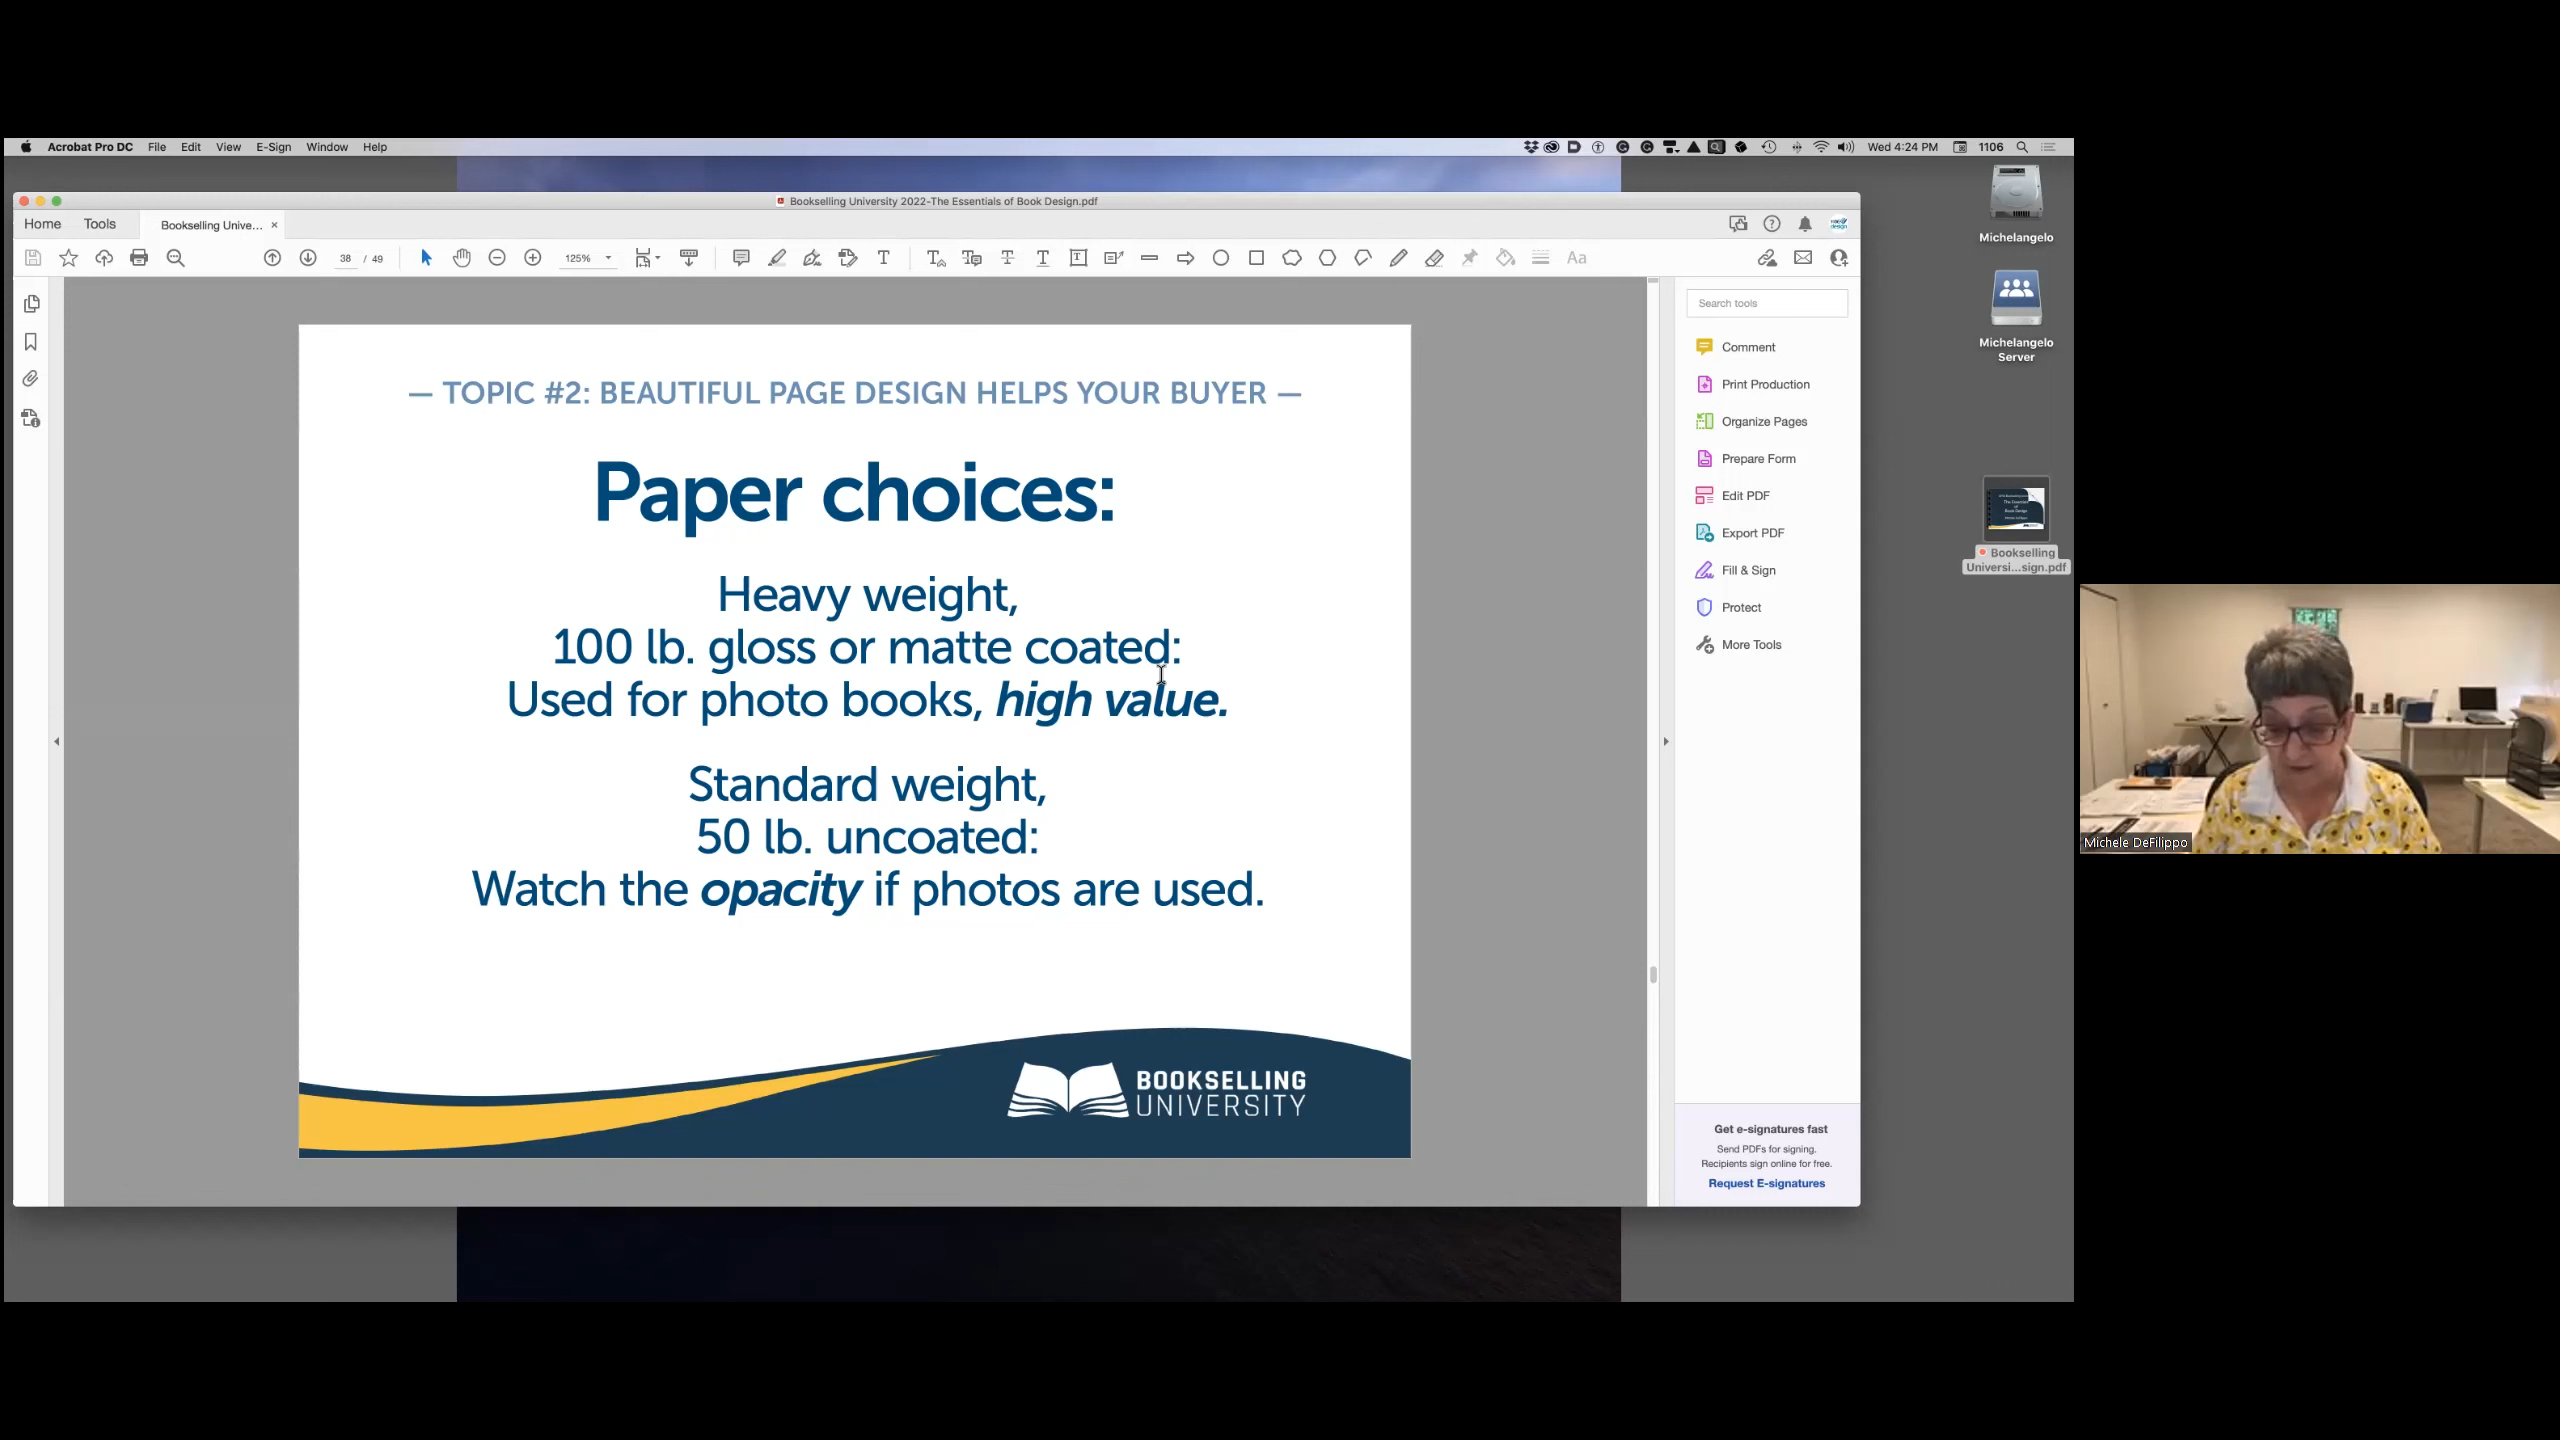 Acrobat Pro DC File Edit View E-Sign Window Help
Wed 4:24 PM 1106
Michelangelo
Michelangelo
Server
Bookselling
Universi...sign.pdf
Bookselling University 2022-The Essentials of Book Design.pdf
Home Tools Bookselling Unive... ×
38 / 49 125% Aa
— TOPIC #2: BEAUTIFUL PAGE DESIGN HELPS YOUR BUYER —
Paper choices:
Heavy weight,
100 lb. gloss or matte coated:
Used for photo books, high value.
Standard weight,
50 lb. uncoated:
Watch the opacity if photos are used.
BOOKSELLING
UNIVERSITY
Search tools
Comment
Print Production
Organize Pages
Prepare Form
Edit PDF
Export PDF
Fill & Sign
Protect
More Tools
Get e-signatures fast
Send PDFs for signing.
Recipients sign online for free.
Request E-signatures
Michele DeFilippo